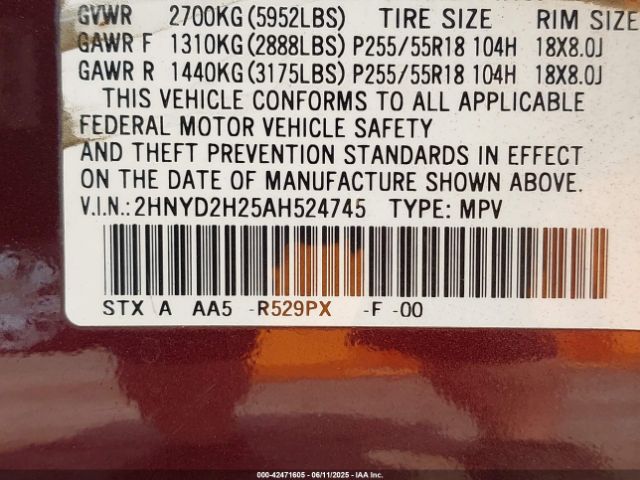 GVWR 2700KG (5952LBS) TIRE SIZE RIM SIZE
GAWR F 1310KG (2888LBS) P255/55R18 104H 18X8.0J
GAWR R 1440KG (3175LBS) P255/55R18 104H 18X8.0J
THIS VEHICLE CONFORMS TO ALL APPLICABLE
FEDERAL MOTOR VEHICLE SAFETY
AND THEFT PREVENTION STANDARDS IN EFFECT
ON THE DATE OF MANUFACTURE SHOWN ABOVE.
V.I.N.:2HNYD2H25AH524745 TYPE: MPV
STX A AA5 -R529PX -F -00
000-42471605 - 06/11/2025 - IAA Inc.